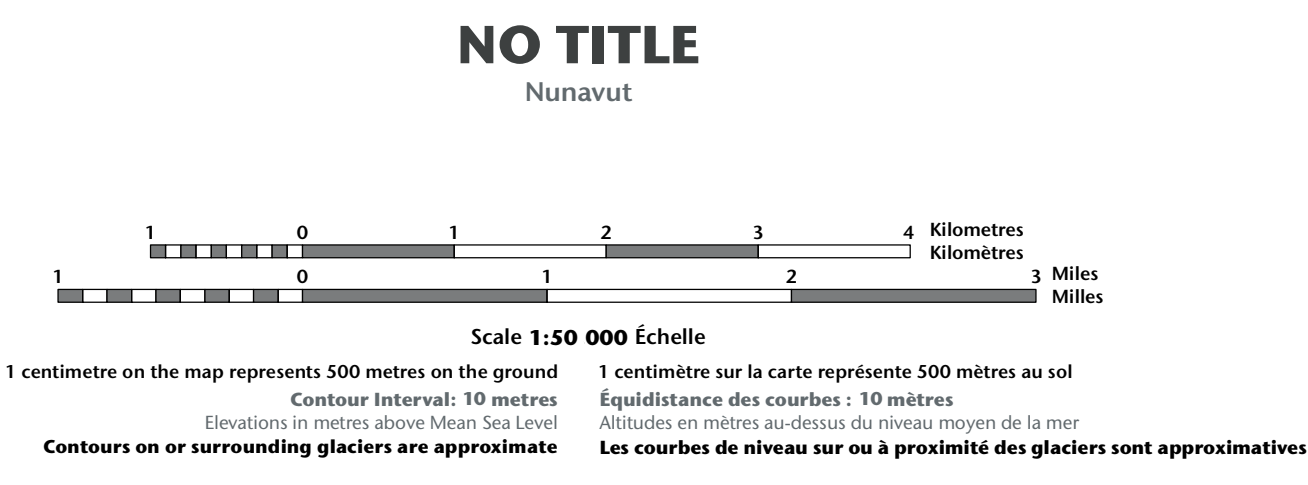 NO TITLE
Nunavut
1 0 1 2 3 4 Kilometres
Kilomètres
1 0 1 2 3 Miles
Milles
Scale 1:50 000 Échelle
1 centimetre on the map represents 500 metres on the ground
Contour Interval: 10 metres
Elevations in metres above Mean Sea Level
Contours on or surrounding glaciers are approximate
1 centimètre sur la carte représente 500 mètres au sol
Équidistance des courbes : 10 mètres
Altitudes en mètres au-dessus du niveau moyen de la mer
Les courbes de niveau sur ou à proximité des glaciers sont approximatives